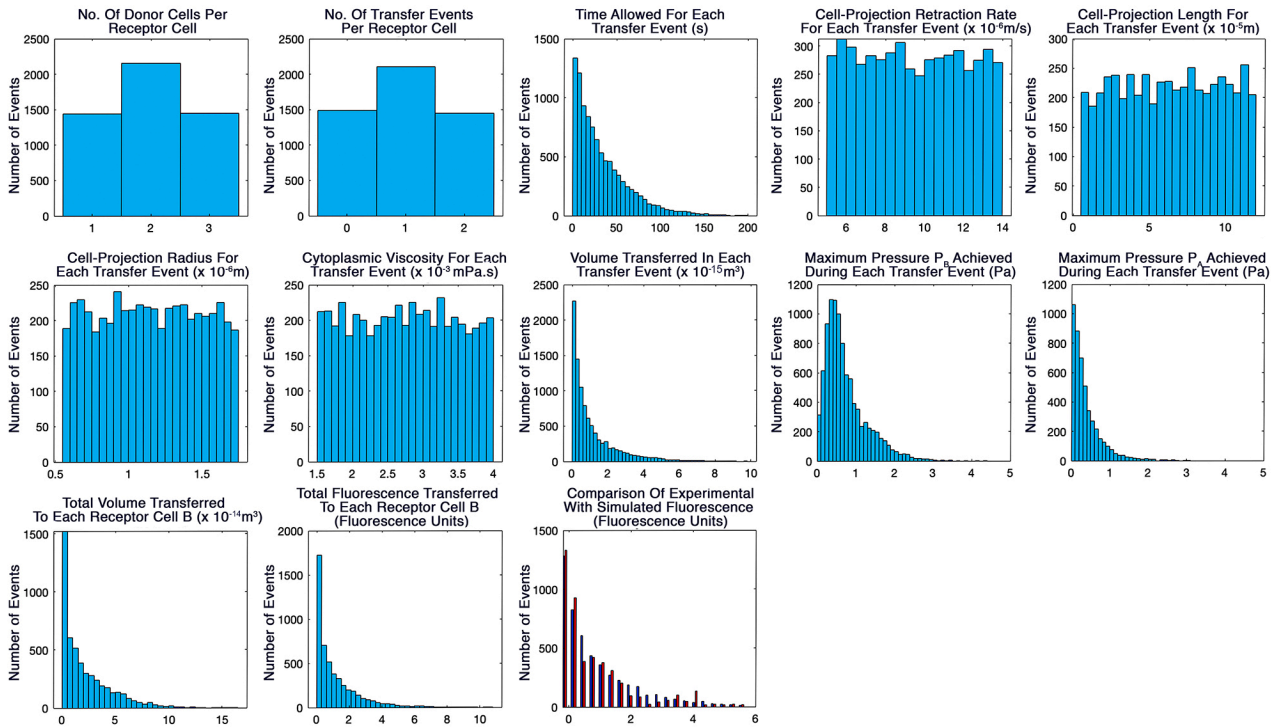 No. Of Donor Cells Per
Receptor Cell
Number of Events
2500
2000
1500
1000
500
0
1 2 3
No. Of Transfer Events
Per Receptor Cell
Number of Events
2500
2000
1500
1000
500
0
0 1 2
Time Allowed For Each
Transfer Event (s)
Number of Events
1500
1000
500
0
0 50 100 150 200
Cell-Projection Retraction Rate
For Each Transfer Event (x 10⁻⁶m/s)
Number of Events
300
250
200
150
100
50
0
6 8 10 12 14
Cell-Projection Length For
Each Transfer Event (x 10⁻⁵m)
Number of Events
300
250
200
150
100
50
0
0 5 10
Cell-Projection Radius For
Each Transfer Event (x 10⁻⁶m)
Number of Events
250
200
150
100
50
0
0.5 1 1.5
Cytoplasmic Viscosity For Each
Transfer Event (x 10⁻³ mPa.s)
Number of Events
250
200
150
100
50
0
1.5 2 2.5 3 3.5 4
Volume Transferred In Each
Transfer Event (x 10⁻¹⁵m³)
Number of Events
2500
2000
1500
1000
500
0
0 2 4 6 8 10
Maximum Pressure P_B Achieved
During Each Transfer Event (Pa)
Number of Events
1200
1000
800
600
400
200
0
0 1 2 3 4 5
Maximum Pressure P_A Achieved
During Each Transfer Event (Pa)
Number of Events
1200
1000
800
600
400
200
0
0 1 2 3 4 5
Total Volume Transferred
To Each Receptor Cell B (x 10⁻¹⁴m³)
Number of Events
1500
1000
500
0
0 5 10 15
Total Fluorescence Transferred
To Each Receptor Cell B
(Fluorescence Units)
Number of Events
2000
1500
1000
500
0
0 2 4 6 8 10
Comparison Of Experimental
With Simulated Fluorescence
(Fluorescence Units)
Number of Events
1500
1000
500
0
0 2 4 6